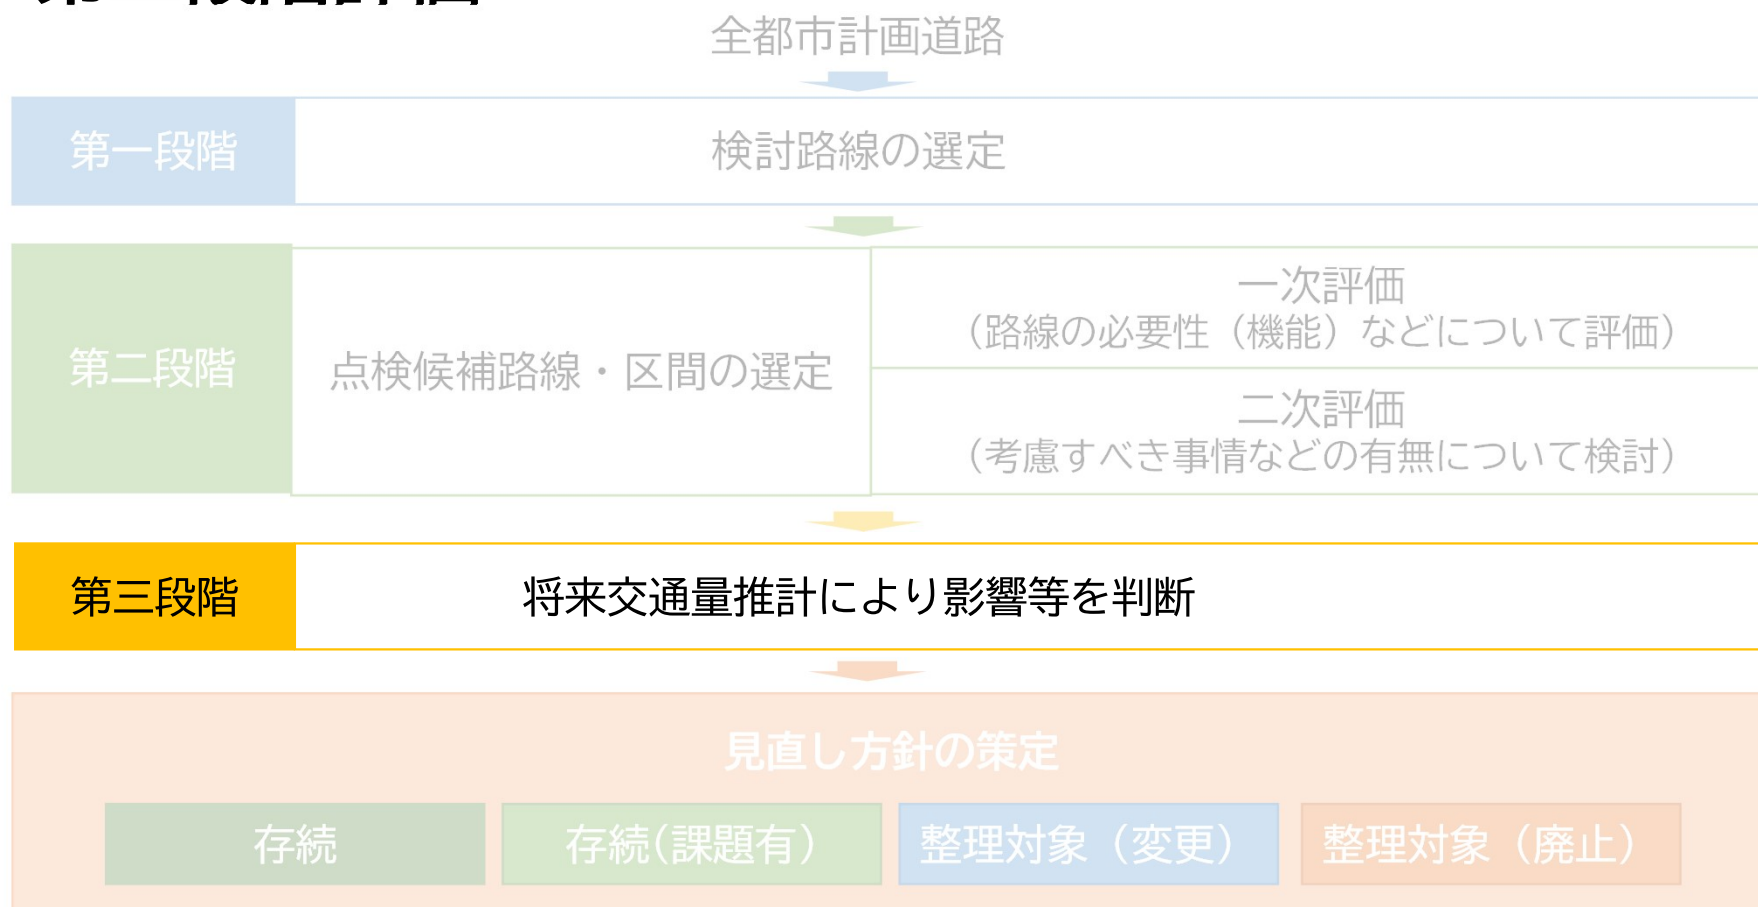 全都市計画道路
第一段階
検討路線の選定
第二段階
点検候補路線・区間の選定
一次評価
（路線の必要性（機能）などについて評価）
二次評価
（考慮すべき事情などの有無について検討）
第三段階
将来交通量推計により影響等を判断
見直し方針の策定
存続
存続(課題有)
整理対象（変更）
整理対象（廃止）